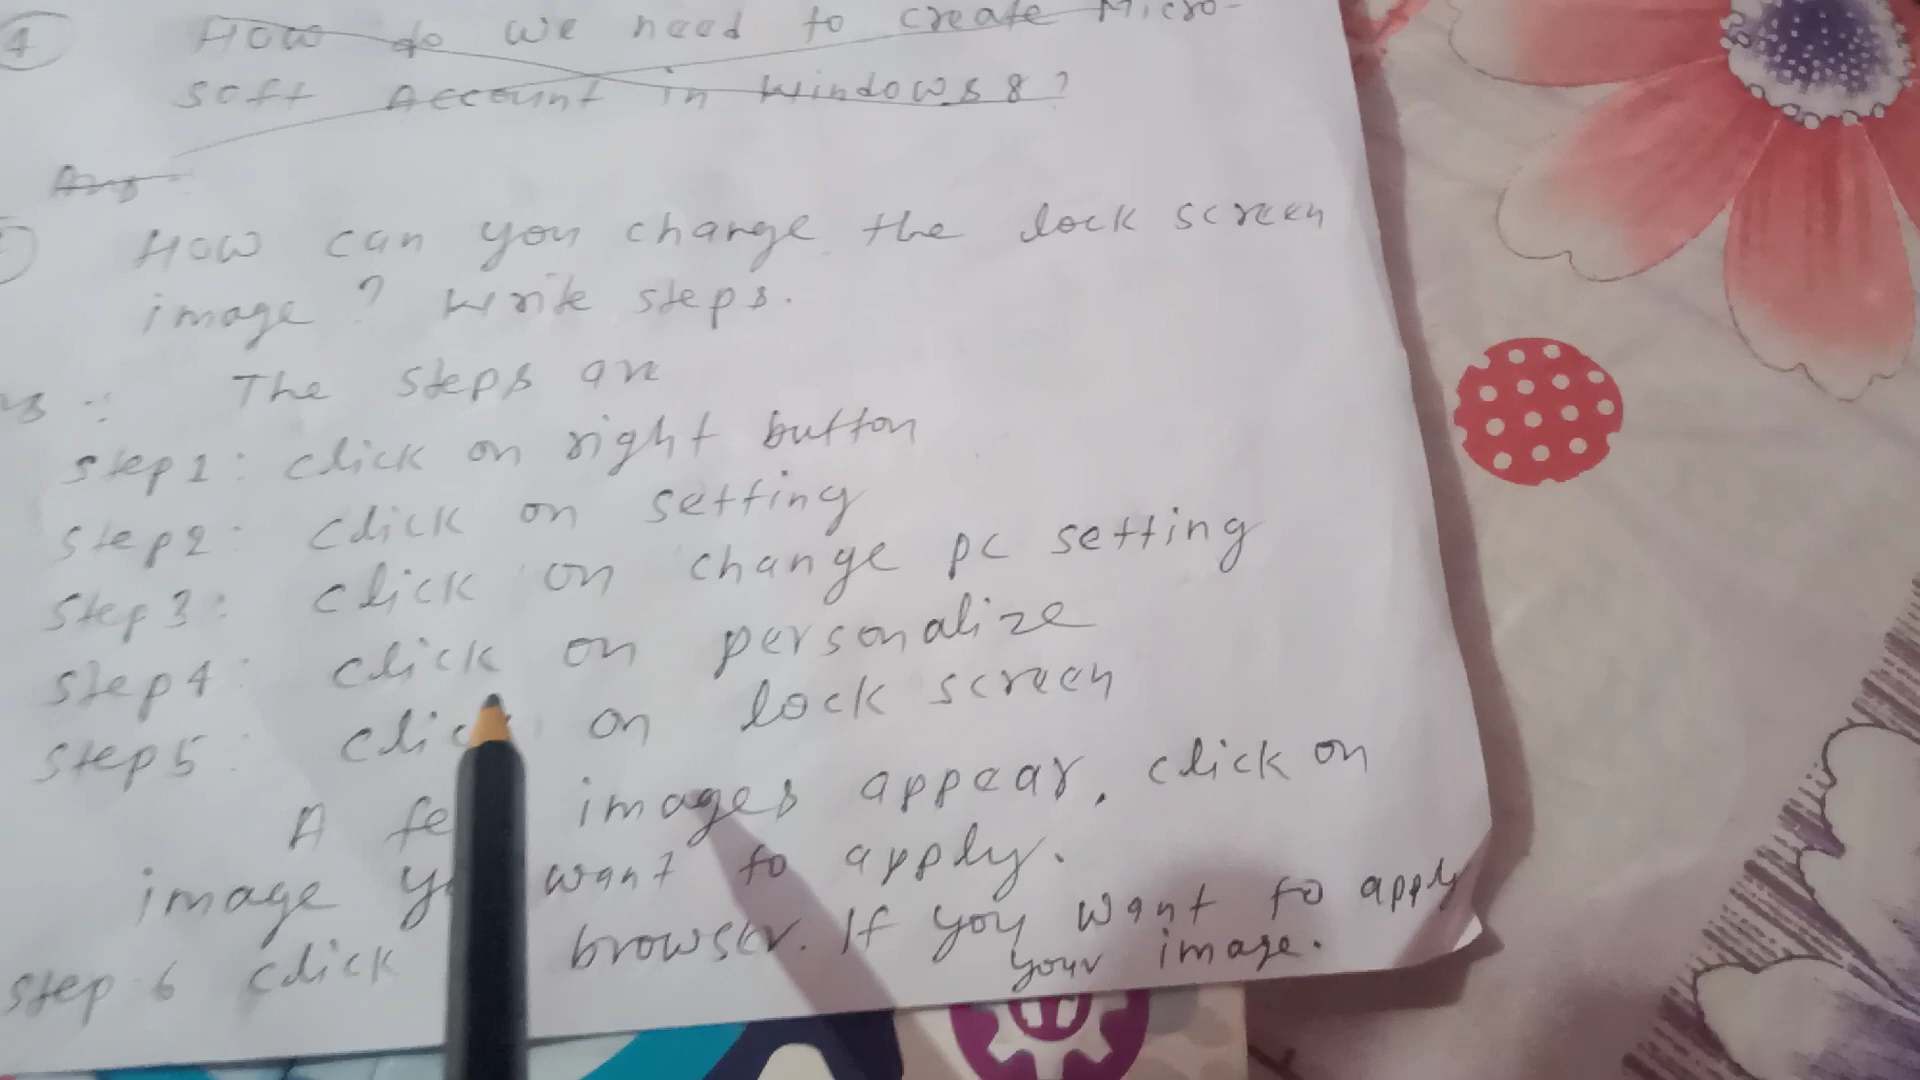 4 How do we need to create Micro-
soft Account in Windows 8?
Ans
How can you change the lock screen
image? Write steps.
The steps are
Step1: click on right button
Step2: click on setting
Step3: click on change pc setting
Step4: click on personalize
Step5: click on lock screen
A images appear. click on
image want to apply.
Step 6 click browser. If you want to apply
your image.